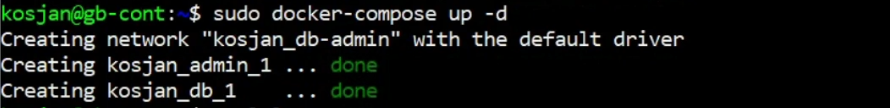 kosjan@gb-cont:~$ sudo docker-compose up -d
Creating network "kosjan_db-admin" with the default driver
Creating kosjan_admin_1 ... done
Creating kosjan_db_1    ... done